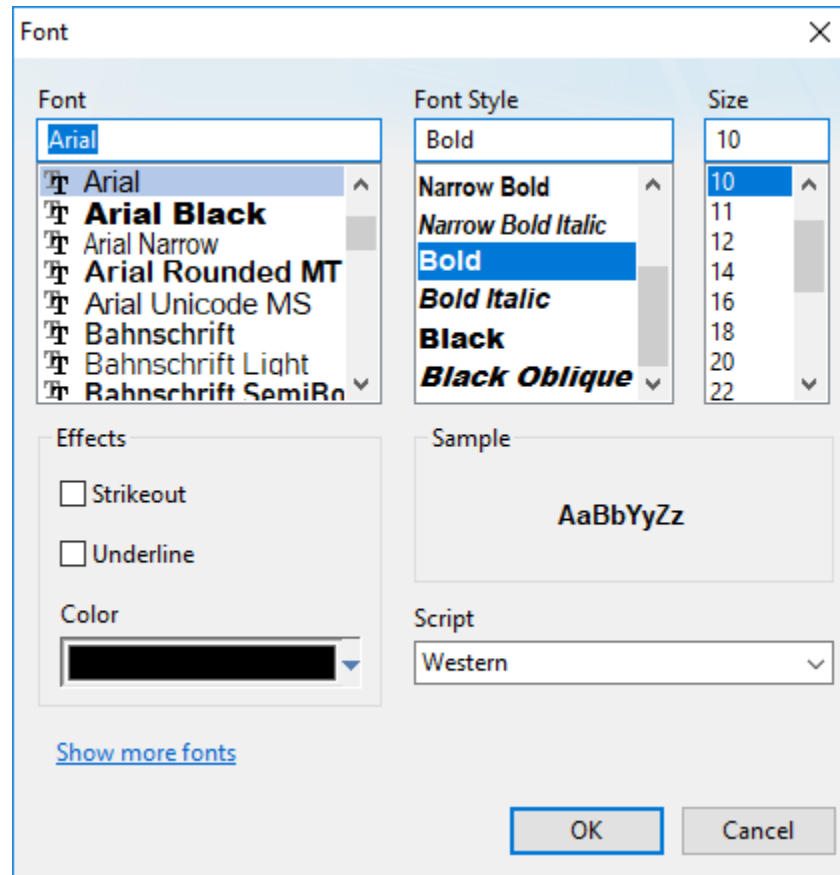 Font
Font
Arial
Arial
Arial Black
Arial Narrow
Arial Rounded MT
Arial Unicode MS
Bahnschrift
Bahnschrift Light
Bahnschrift SemiBo
Font Style
Bold
Narrow Bold
Narrow Bold Italic
Bold
Bold Italic
Black
Black Oblique
Size
10
10
11
12
14
16
18
20
22
Effects
Strikeout
Underline
Color
Sample
AaBbYyZz
Script
Western
Show more fonts
OK
Cancel